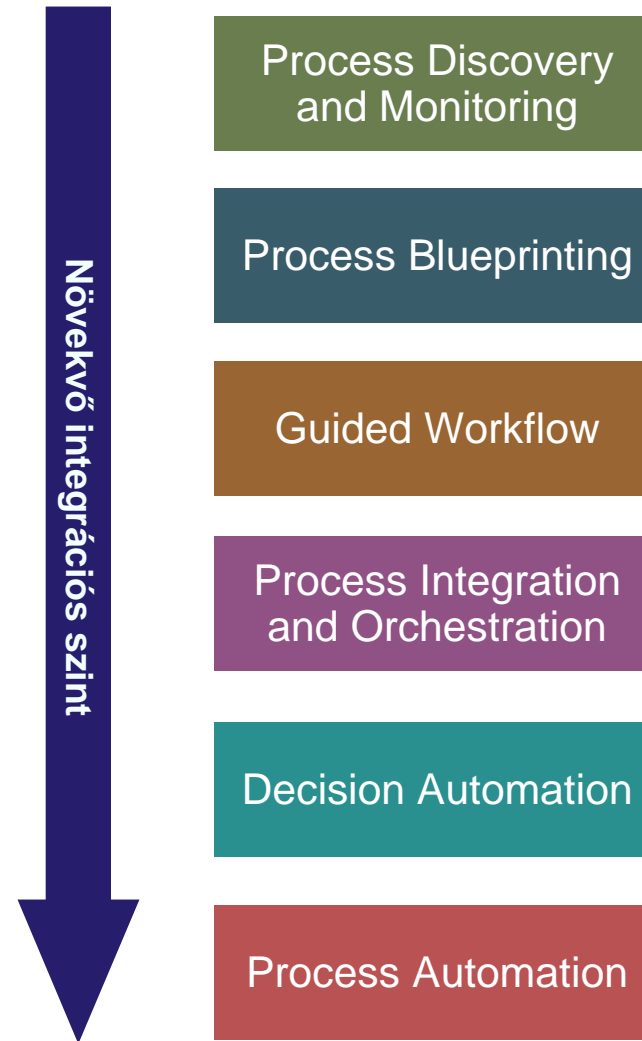 Process Discovery
and Monitoring
Process Blueprinting
Növekvő integrációs szint
Guided Workflow
Process Integration
and Orchestration
Decision Automation
Process Automation